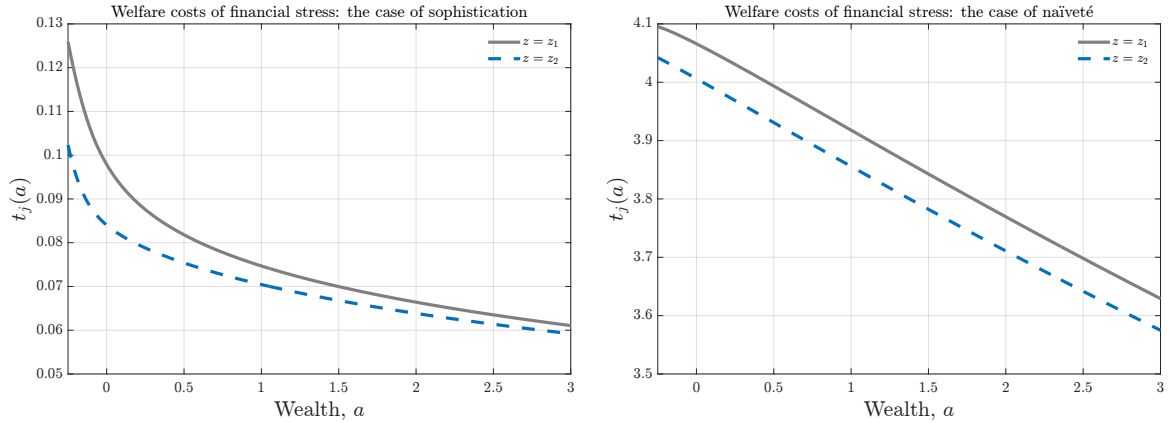 Welfare costs of financial stress: the case of sophistication
0.13
0.12
0.11
0.1
0.09
0.08
0.07
0.06
0.05
t_j(a)
z = z_1
z = z_2
0 0.5 1 1.5 2 2.5 3
Wealth, a
Welfare costs of financial stress: the case of naïveté
4.1
4
3.9
3.8
3.7
3.6
3.5
t_j(a)
z = z_1
z = z_2
0 0.5 1 1.5 2 2.5 3
Wealth, a